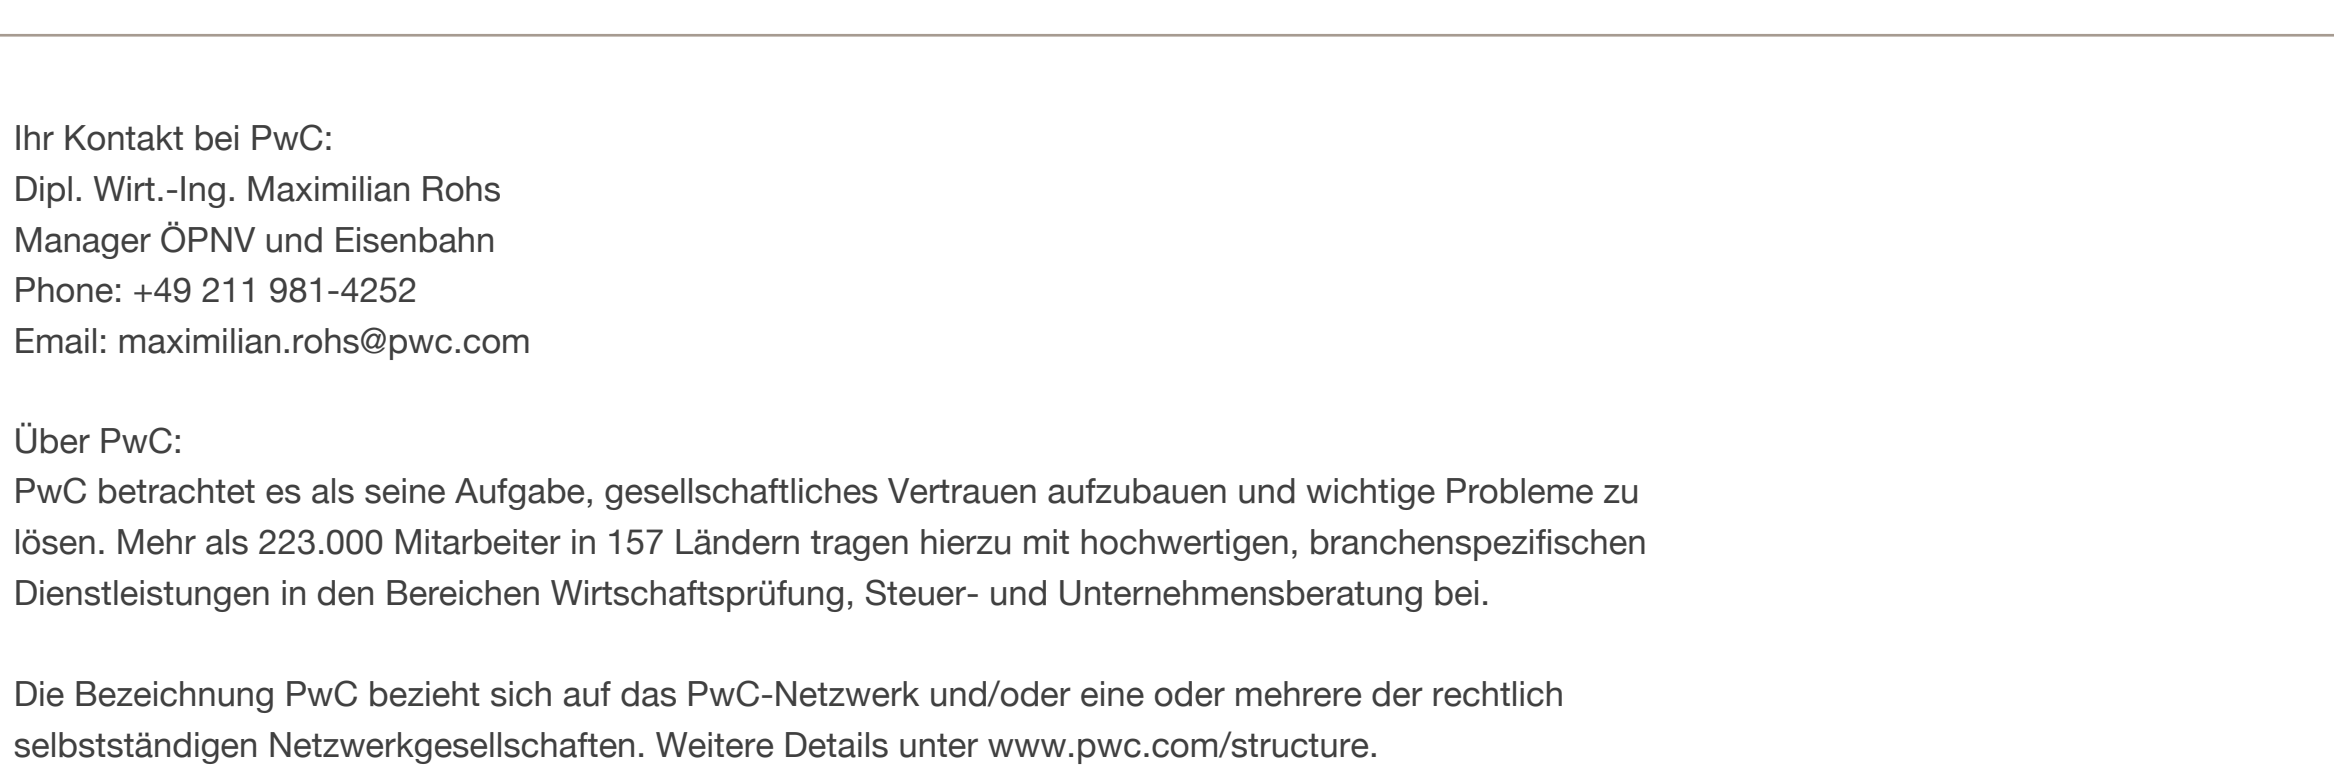 Ihr Kontakt bei PwC:
Dipl. Wirt.-Ing. Maximilian Rohs
Manager ÖPNV und Eisenbahn
Phone: +49 211 981-4252
Email: maximilian.rohs@pwc.com
Über PwC:
PwC betrachtet es als seine Aufgabe, gesellschaftliches Vertrauen aufzubauen und wichtige Probleme zu
lösen. Mehr als 223.000 Mitarbeiter in 157 Ländern tragen hierzu mit hochwertigen, branchenspezifischen
Dienstleistungen in den Bereichen Wirtschaftsprüfung, Steuer- und Unternehmensberatung bei.
Die Bezeichnung PwC bezieht sich auf das PwC-Netzwerk und/oder eine oder mehrere der rechtlich
selbstständigen Netzwerkgesellschaften. Weitere Details unter www.pwc.com/structure.